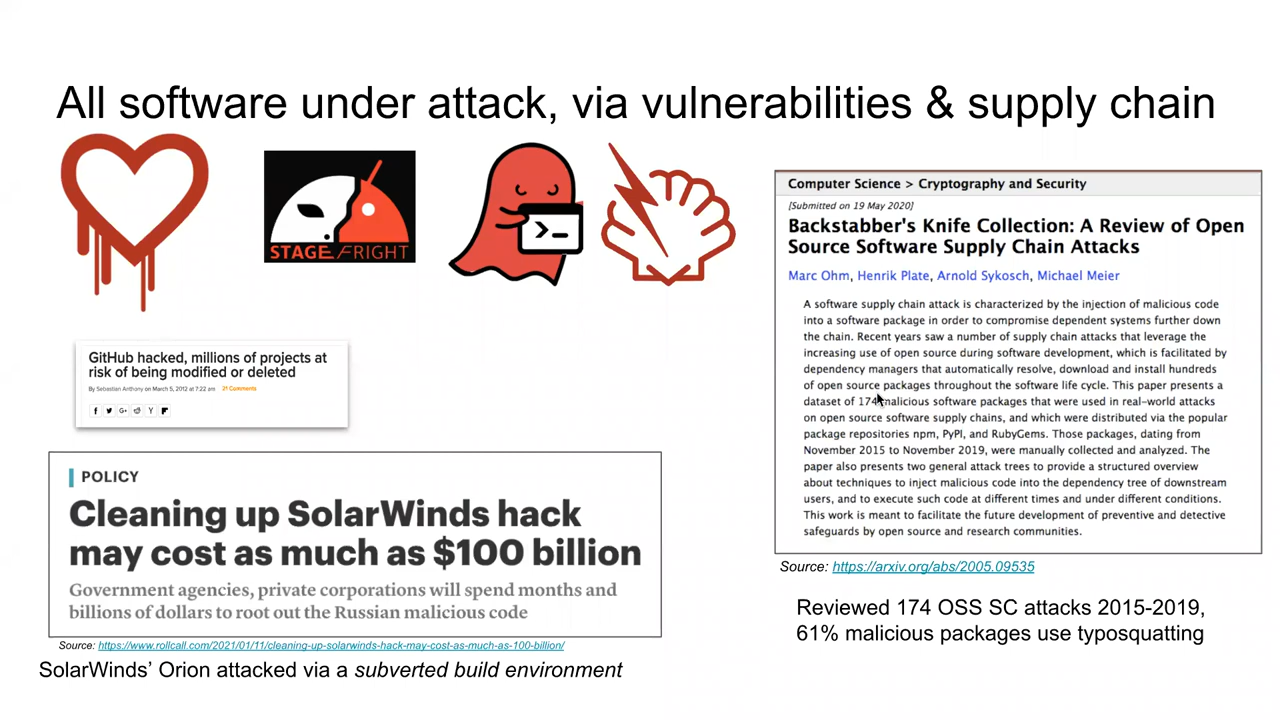 All software under attack, via vulnerabilities & supply chain
STAGEFRIGHT
>-
GitHub hacked, millions of projects at
risk of being modified or deleted
By Sebastian Anthony on March 5, 2012 at 7:22 am 21 Comments
POLICY
Cleaning up SolarWinds hack
may cost as much as $100 billion
Government agencies, private corporations will spend months and
billions of dollars to root out the Russian malicious code
Source: https://www.rollcall.com/2021/01/11/cleaning-up-solarwinds-hack-may-cost-as-much-as-100-billion/
SolarWinds’ Orion attacked via a subverted build environment
Computer Science > Cryptography and Security
[Submitted on 19 May 2020]
Backstabber's Knife Collection: A Review of Open
Source Software Supply Chain Attacks
Marc Ohm, Henrik Plate, Arnold Sykosch, Michael Meier
A software supply chain attack is characterized by the injection of malicious code
into a software package in order to compromise dependent systems further down
the chain. Recent years saw a number of supply chain attacks that leverage the
increasing use of open source during software development, which is facilitated by
dependency managers that automatically resolve, download and install hundreds
of open source packages throughout the software life cycle. This paper presents a
dataset of 174 malicious software packages that were used in real-world attacks
on open source software supply chains, and which were distributed via the popular
package repositories npm, PyPI, and RubyGems. Those packages, dating from
November 2015 to November 2019, were manually collected and analyzed. The
paper also presents two general attack trees to provide a structured overview
about techniques to inject malicious code into the dependency tree of downstream
users, and to execute such code at different times and under different conditions.
This work is meant to facilitate the future development of preventive and detective
safeguards by open source and research communities.
Source: https://arxiv.org/abs/2005.09535
Reviewed 174 OSS SC attacks 2015-2019,
61% malicious packages use typosquatting